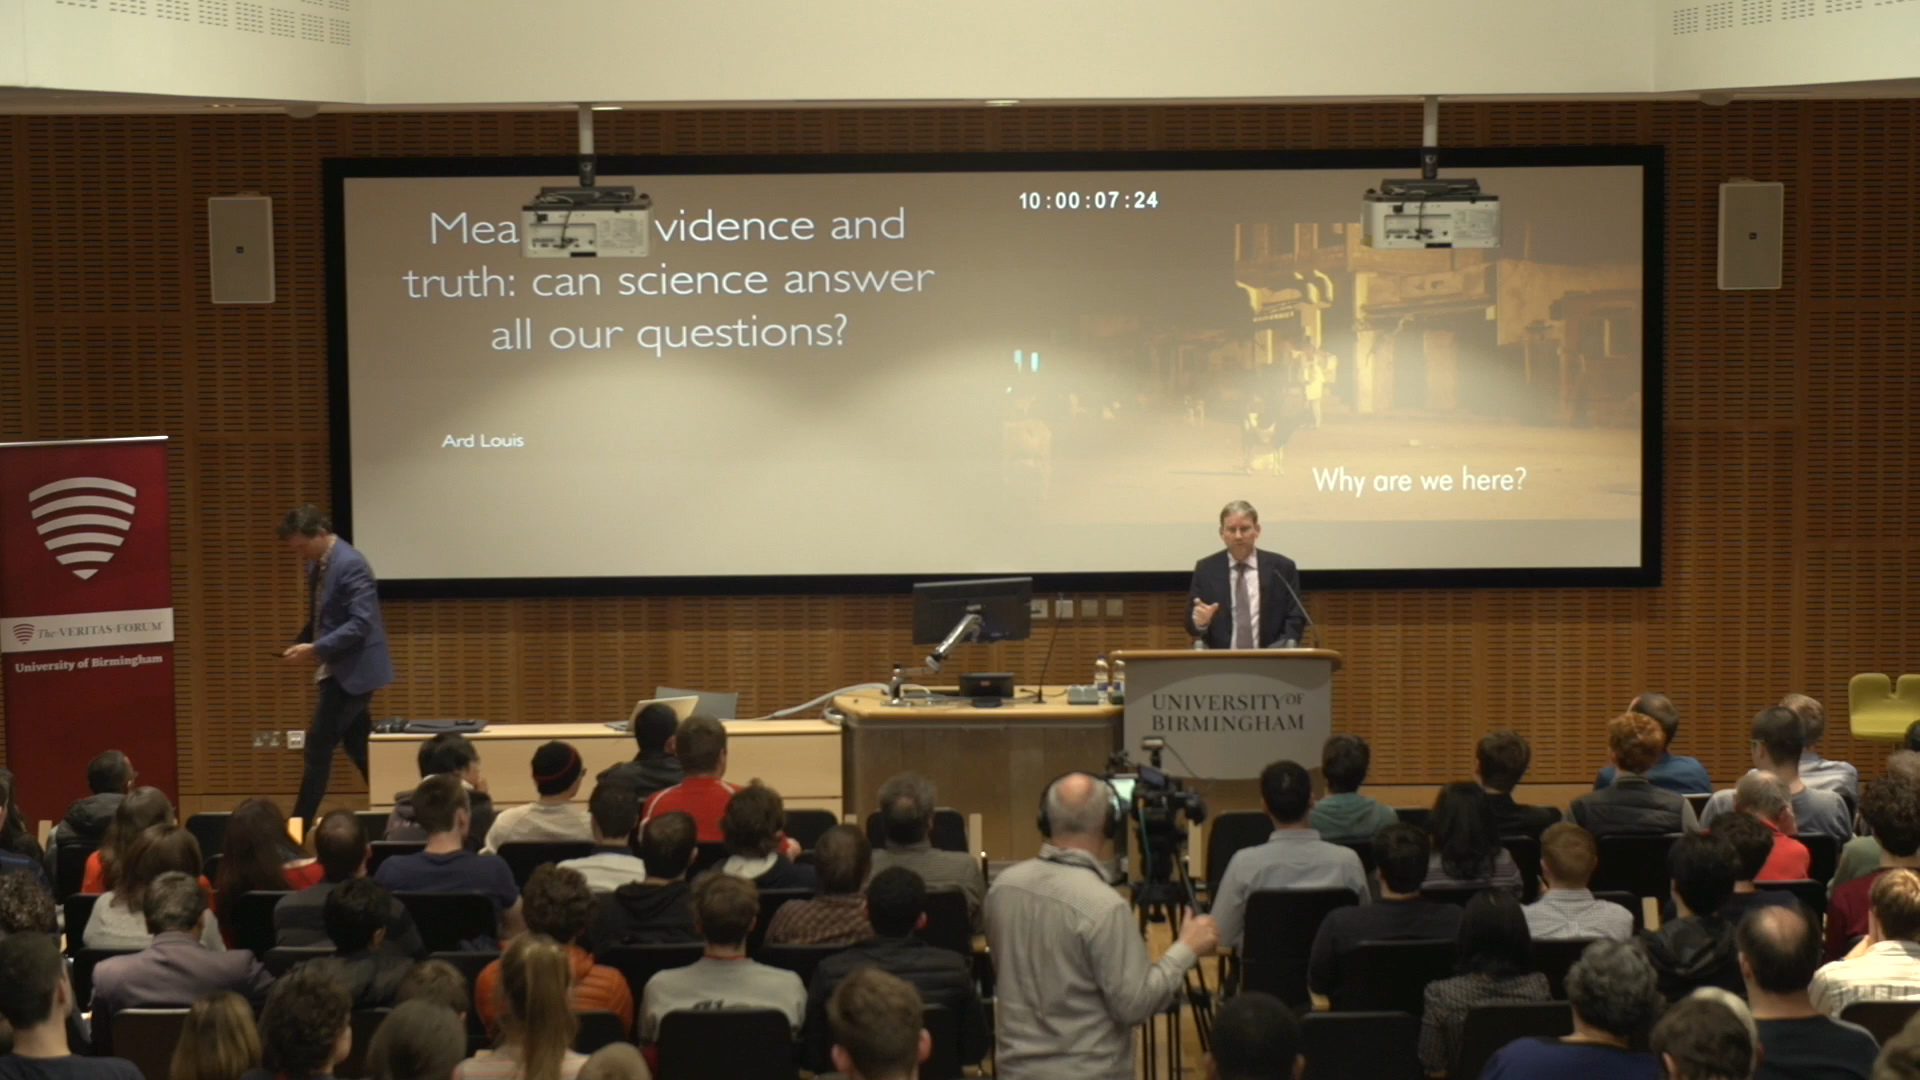 Mea vidence and
truth: can science answer
all our questions?
Ard Louis
10:00:07:24
Why are we here?
The VERITAS FORUM
University of Birmingham
UNIVERSITY OF
BIRMINGHAM